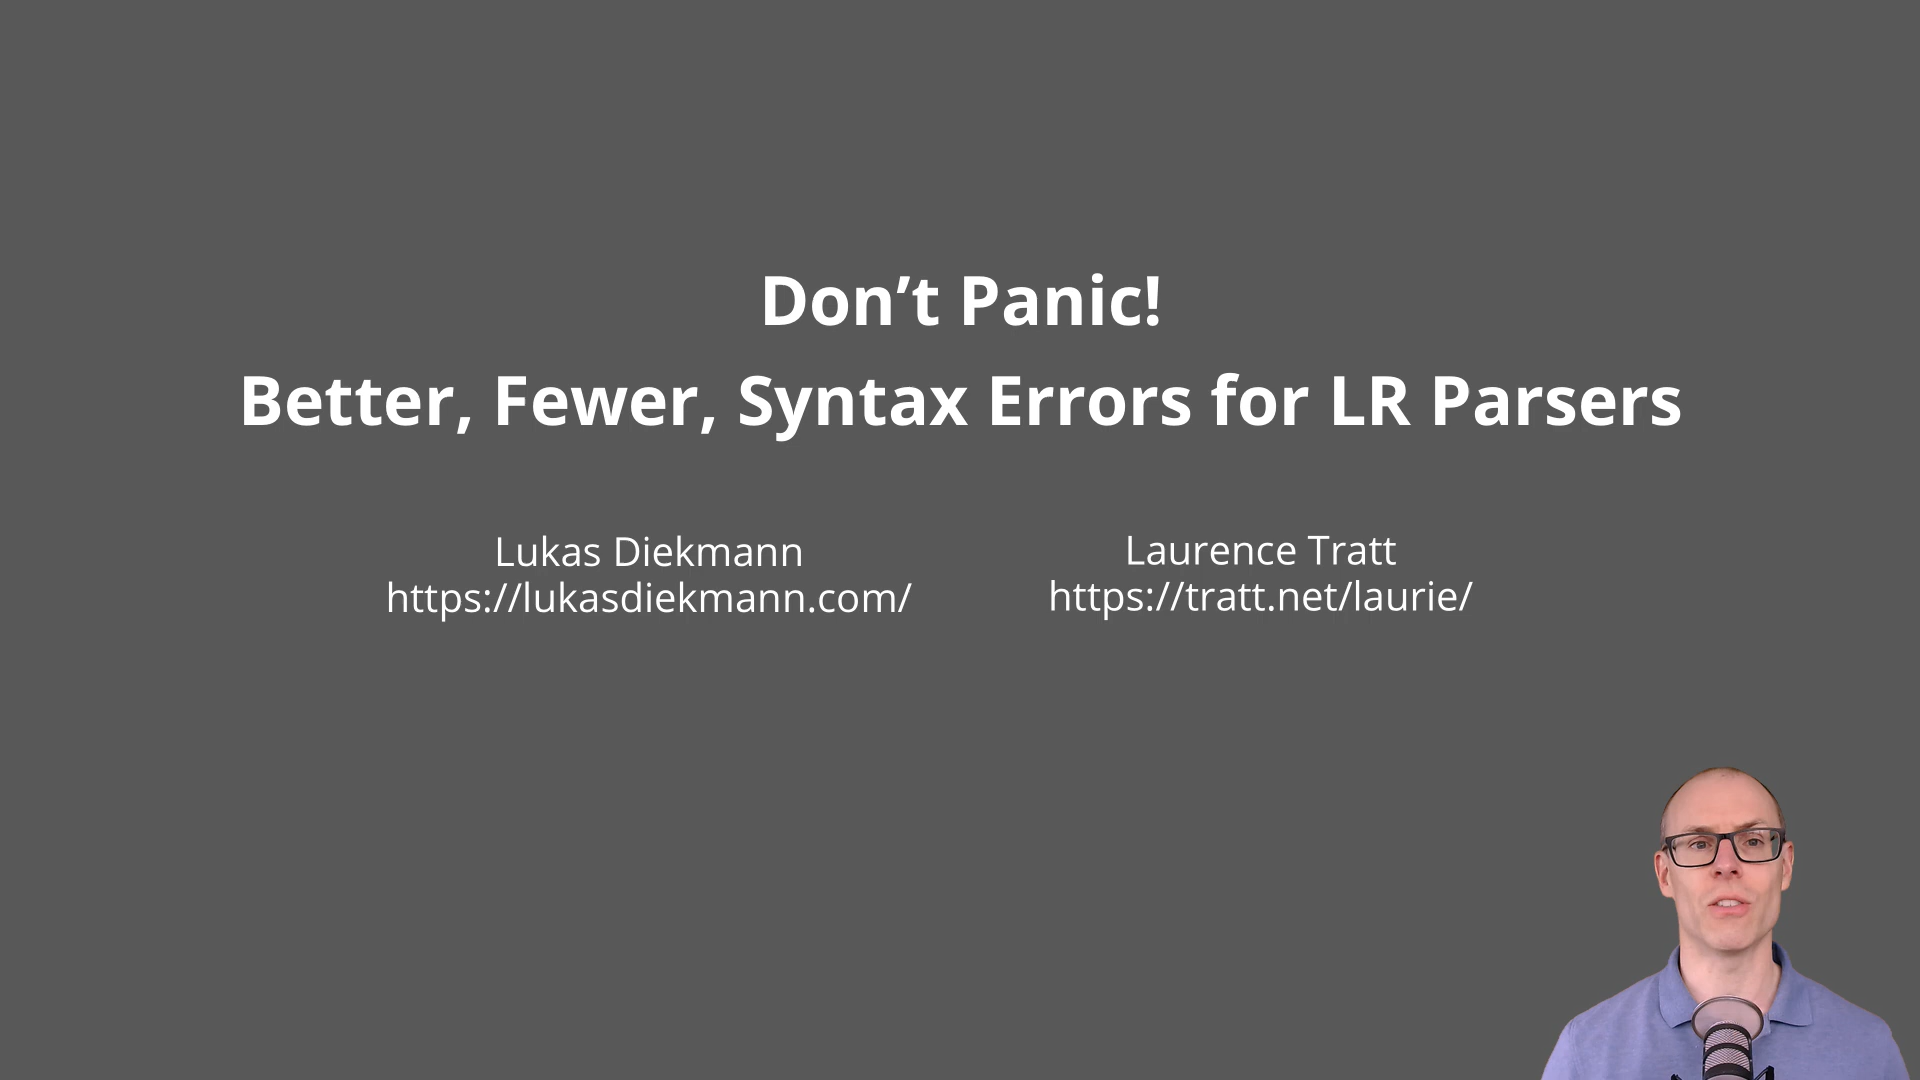 Don’t Panic!
Better, Fewer, Syntax Errors for LR Parsers
Lukas Diekmann
https://lukasdiekmann.com/
Laurence Tratt
https://tratt.net/laurie/